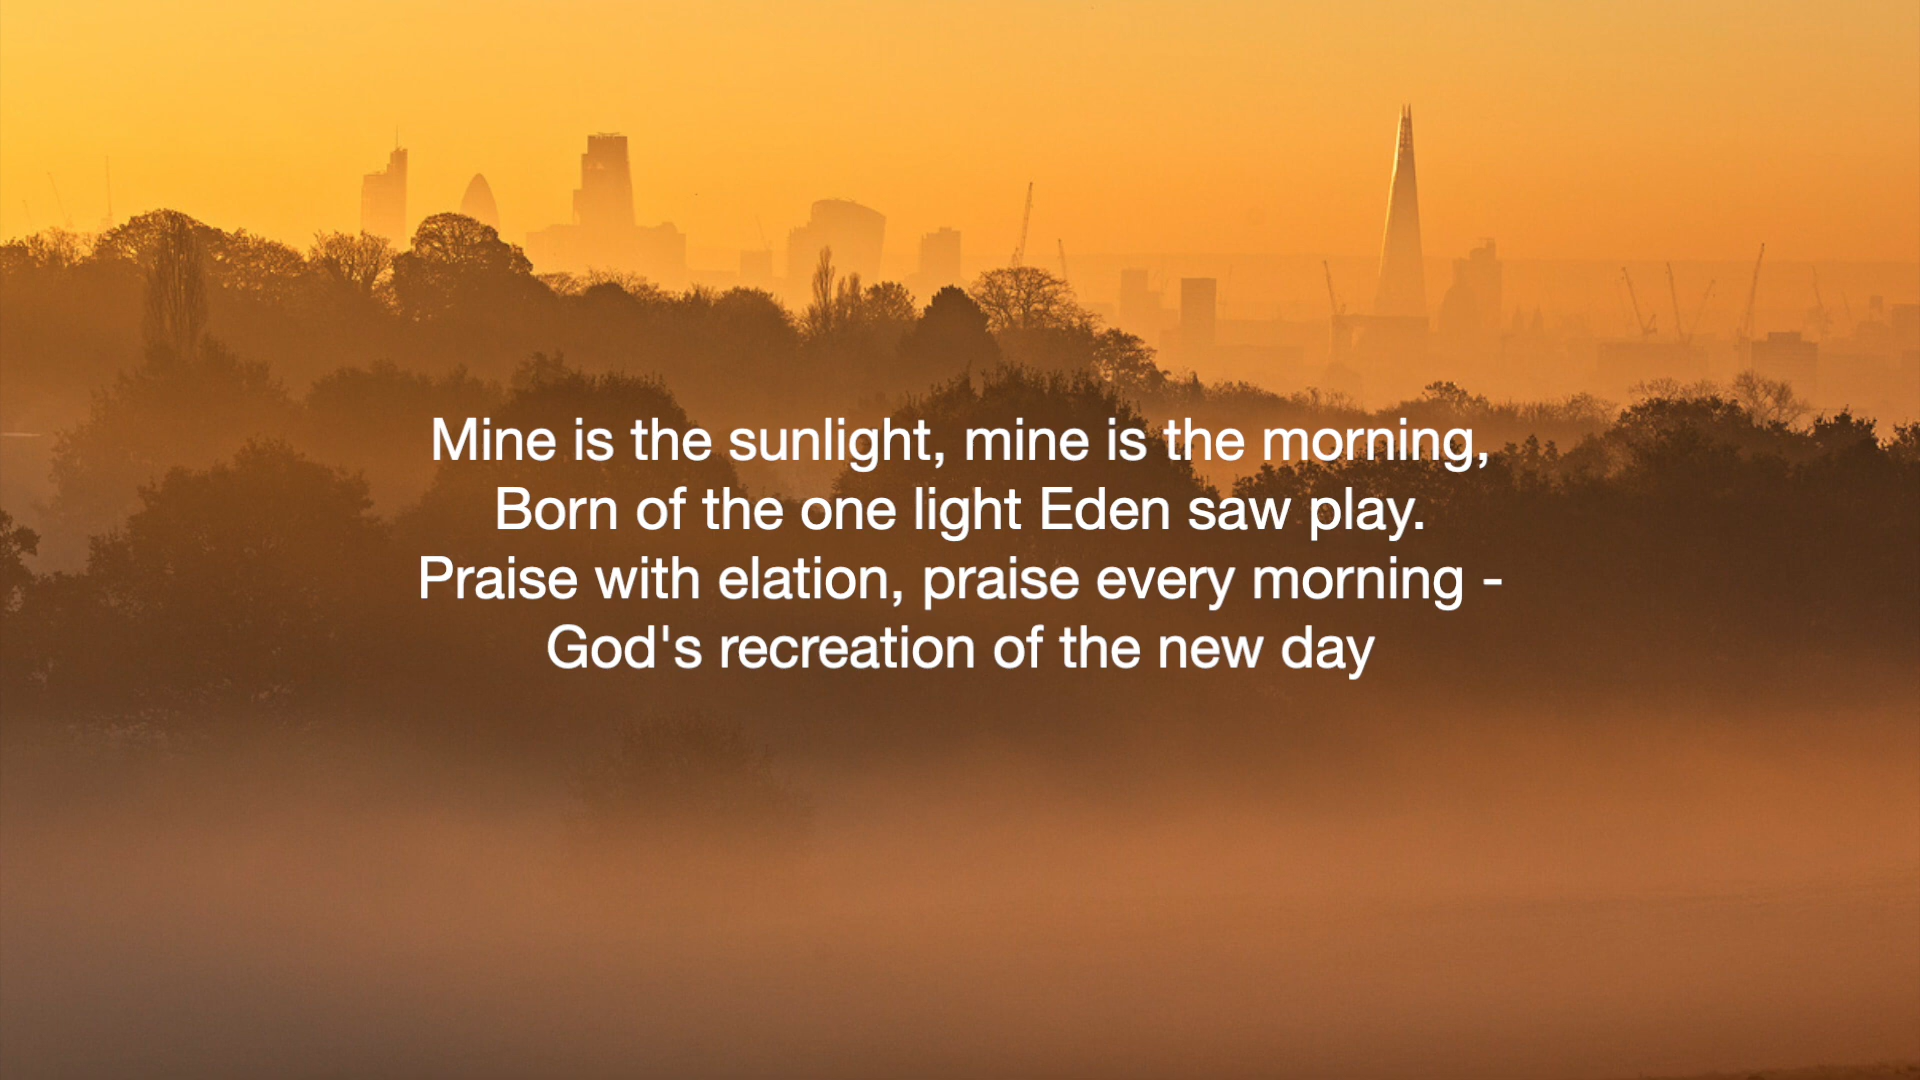 Mine is the sunlight, mine is the morning,
Born of the one light Eden saw play.
Praise with elation, praise every morning -
God's recreation of the new day